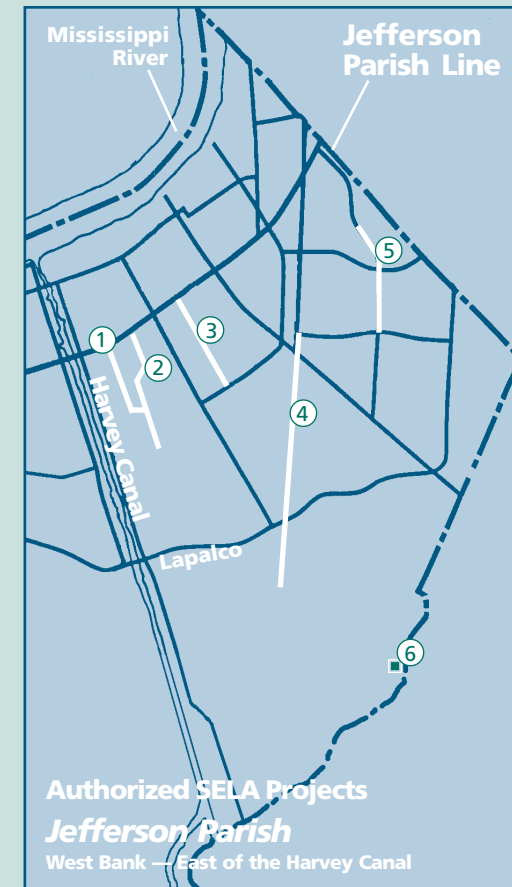 Mississippi
River
Jefferson
Parish Line
5
3
1
2
4
Harvey Canal
Lapalco
6
Authorized SELA Projects
Jefferson Parish
West Bank — East of the Harvey Canal